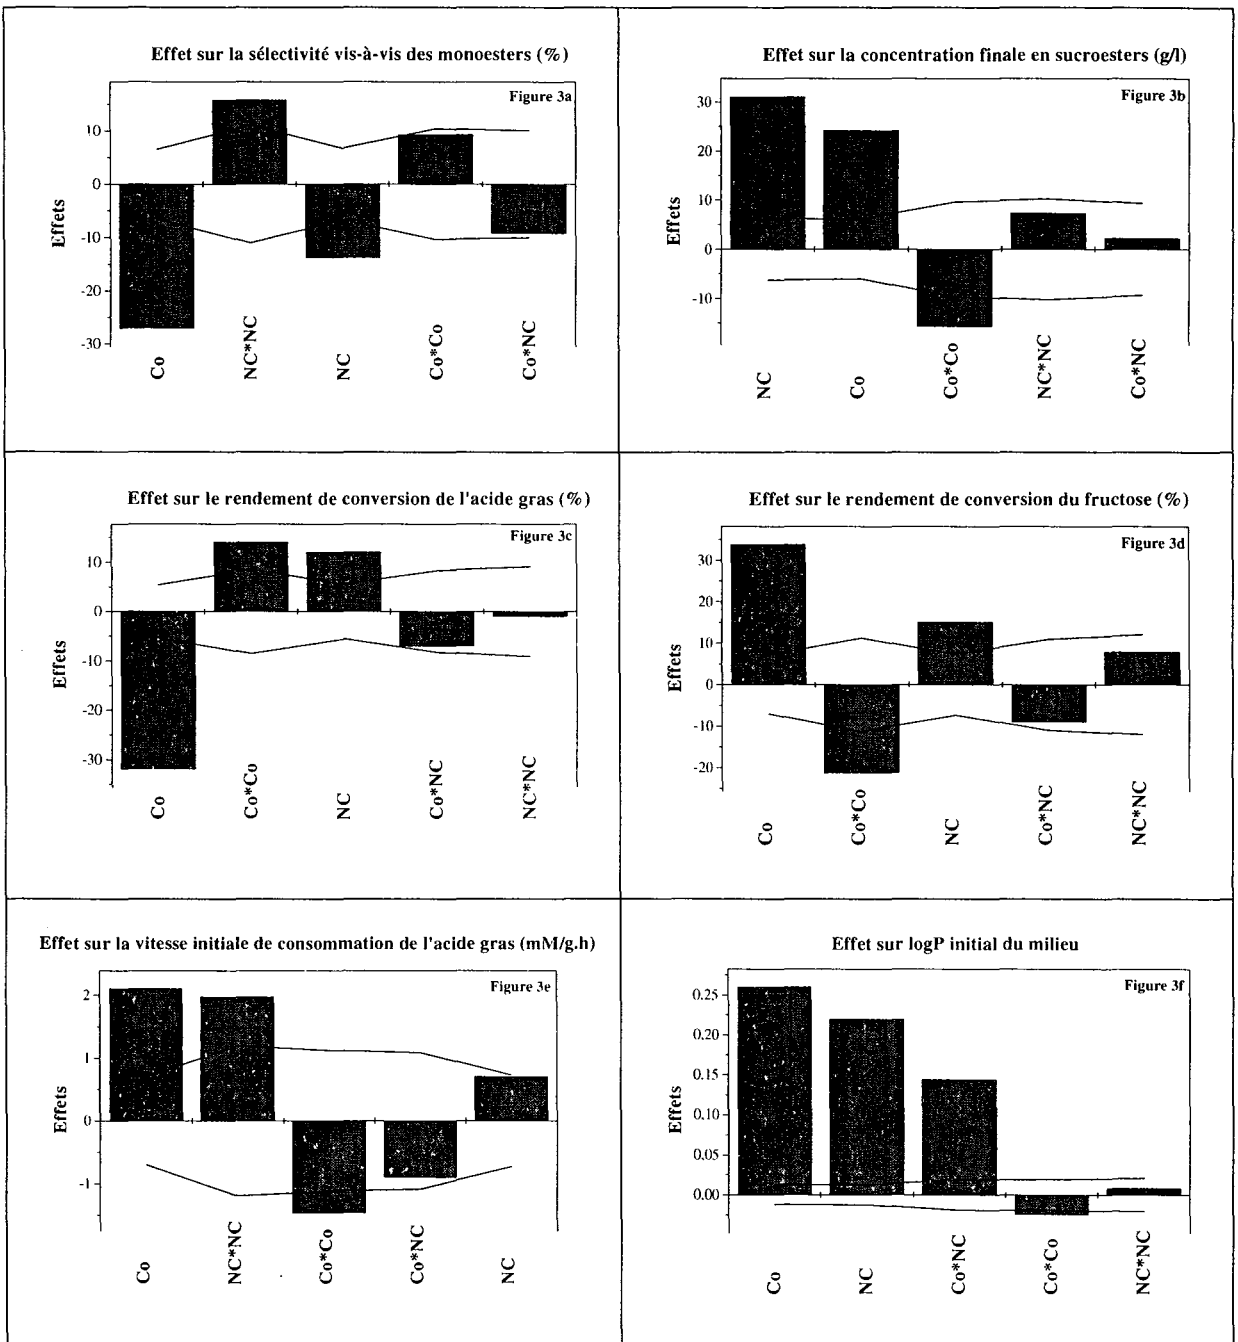 Effet sur la sélectivité vis-à-vis des monoesters (%)
Figure 3a
10
0
-10
-20
-30
Effets
Co
NC*NC
NC
Co*Co
Co*NC
Effet sur la concentration finale en sucroesters (g/l)
Figure 3b
30
20
10
0
-10
Effets
NC
Co
Co*Co
NC*NC
Co*NC
Effet sur le rendement de conversion de l'acide gras (%)
Figure 3c
10
0
-10
-20
-30
Effets
Co
Co*Co
NC
Co*NC
NC*NC
Effet sur le rendement de conversion du fructose (%)
Figure 3d
30
20
10
0
-10
-20
Effets
Co
Co*Co
NC
Co*NC
NC*NC
Effet sur la vitesse initiale de consommation de l'acide gras (mM/g.h)
Figure 3e
2
1
0
-1
Effets
Co
NC*NC
Co*Co
Co*NC
NC
Effet sur logP initial du milieu
Figure 3f
0.25
0.20
0.15
0.10
0.05
0.00
Effets
Co
NC
Co*NC
Co*Co
NC*NC